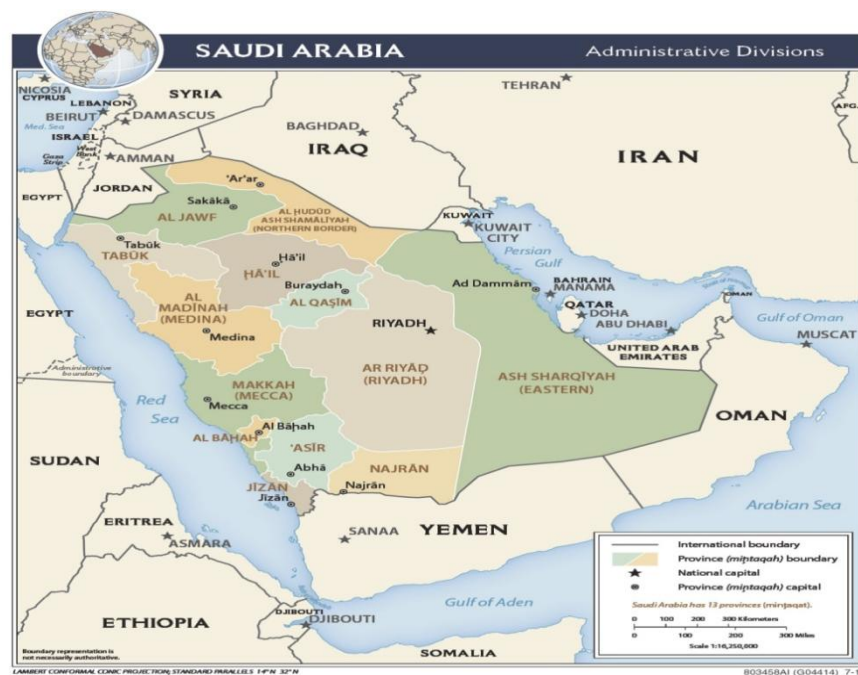 SAUDI ARABIA
Administrative Divisions
NICOSIA
CYPRUS
LEBANON
BEIRUT
Med. Sea
SYRIA
DAMASCUS
ISRAEL
West
Bank
Gaza
Strip
AMMAN
JORDAN
EGYPT
BAGHDAD
IRAQ
TEHRAN
IRAN
AFG
'Ar'ar
Sakākā
AL JAWF
AL ḤUDŪD
ASH SHAMĀLĪYAH
(NORTHERN BORDER)
KUWAIT
KUWAIT
CITY
Tabūk
TABŪK
Ḥā'il
ḤĀ'IL
Buraydah
AL QAṢĪM
Persian
Gulf
Ad Dammām
BAHRAIN
MANAMA
QATAR
DOHA
ABU DHABI
OMAN
Gulf of Oman
MUSCAT
UNITED ARAB
EMIRATES
AL
MADĪNAH
(MEDINA)
Medina
RIYADH
AR RIYĀḌ
(RIYADH)
ASH SHARQĪYAH
(EASTERN)
EGYPT
Administrative
boundary
Red
Sea
MAKKAH
(MECCA)
Mecca
OMAN
Al Bāḥah
AL BĀḤAH
'ASĪR
Abhā
NAJRĀN
Najrān
JĪZĀN
Jīzān
SUDAN
ERITREA
ASMARA
SANAA
YEMEN
Arabian Sea
ETHIOPIA
DJIBOUTI
DJIBOUTI
Gulf of Aden
SOMALIA
International boundary
Province (minṭaqah) boundary
National capital
Province (minṭaqah) capital
Saudi Arabia has 13 provinces (minṭaqat).
0 100 200 300 Kilometers
0 100 200 300 Miles
Scale 1:16,250,000
Boundary representation is
not necessarily authoritative.
LAMBERT CONFORMAL CONIC PROJECTION; STANDARD PARALLELS 14°N 32°N
803458AI (G04414) 7-1